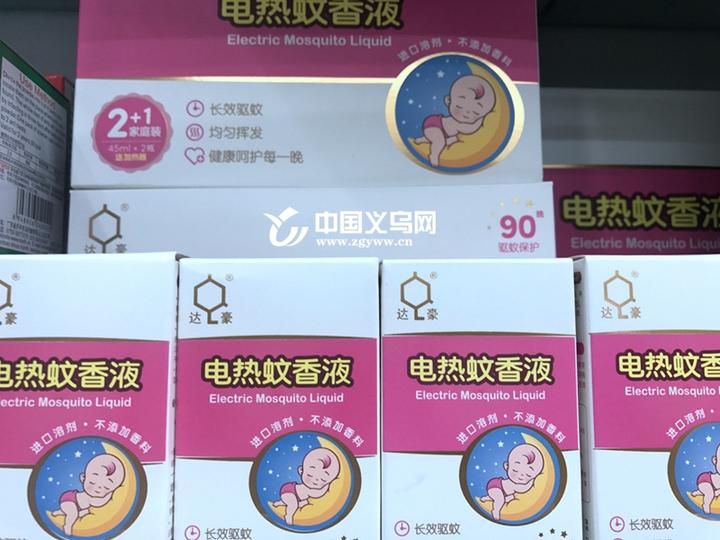 电热蚊香液
Electric Mosquito Liquid
进口溶剂·不添加香料
2+1
家庭装
45ml*2瓶
送加热器
长效驱蚊
均匀挥发
健康呵护每一晚
Use Method
达豪®
中国义乌网
www.zgyww.cn
90晚
驱蚊保护
电热蚊香液
Electric Mosquito Liquid
达豪®
电热蚊香液
Electric Mosquito Liquid
进口溶剂·不添加香料
长效驱蚊
达豪®
电热蚊香液
Electric Mosquito Liquid
进口溶剂·不添加香料
长效驱蚊
达豪®
电热蚊香液
Electric Mosquito Liquid
进口溶剂·不添加香料
长效驱蚊
达豪®
电热蚊香
Electric Mosquito
进口溶剂·不添加
长效驱蚊